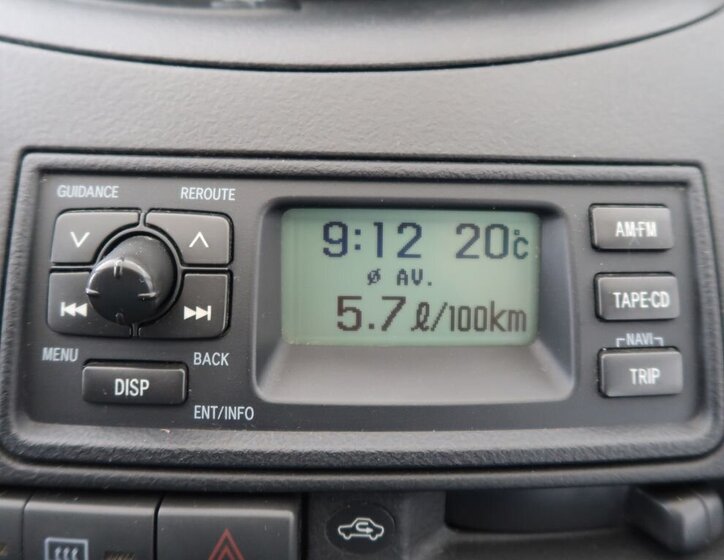 GUIDANCE
REROUTE
9:12 20°C
Ø AV.
5.7 ℓ/100km
AM·FM
TAPE·CD
NAVI
TRIP
MENU
BACK
DISP
ENT/INFO